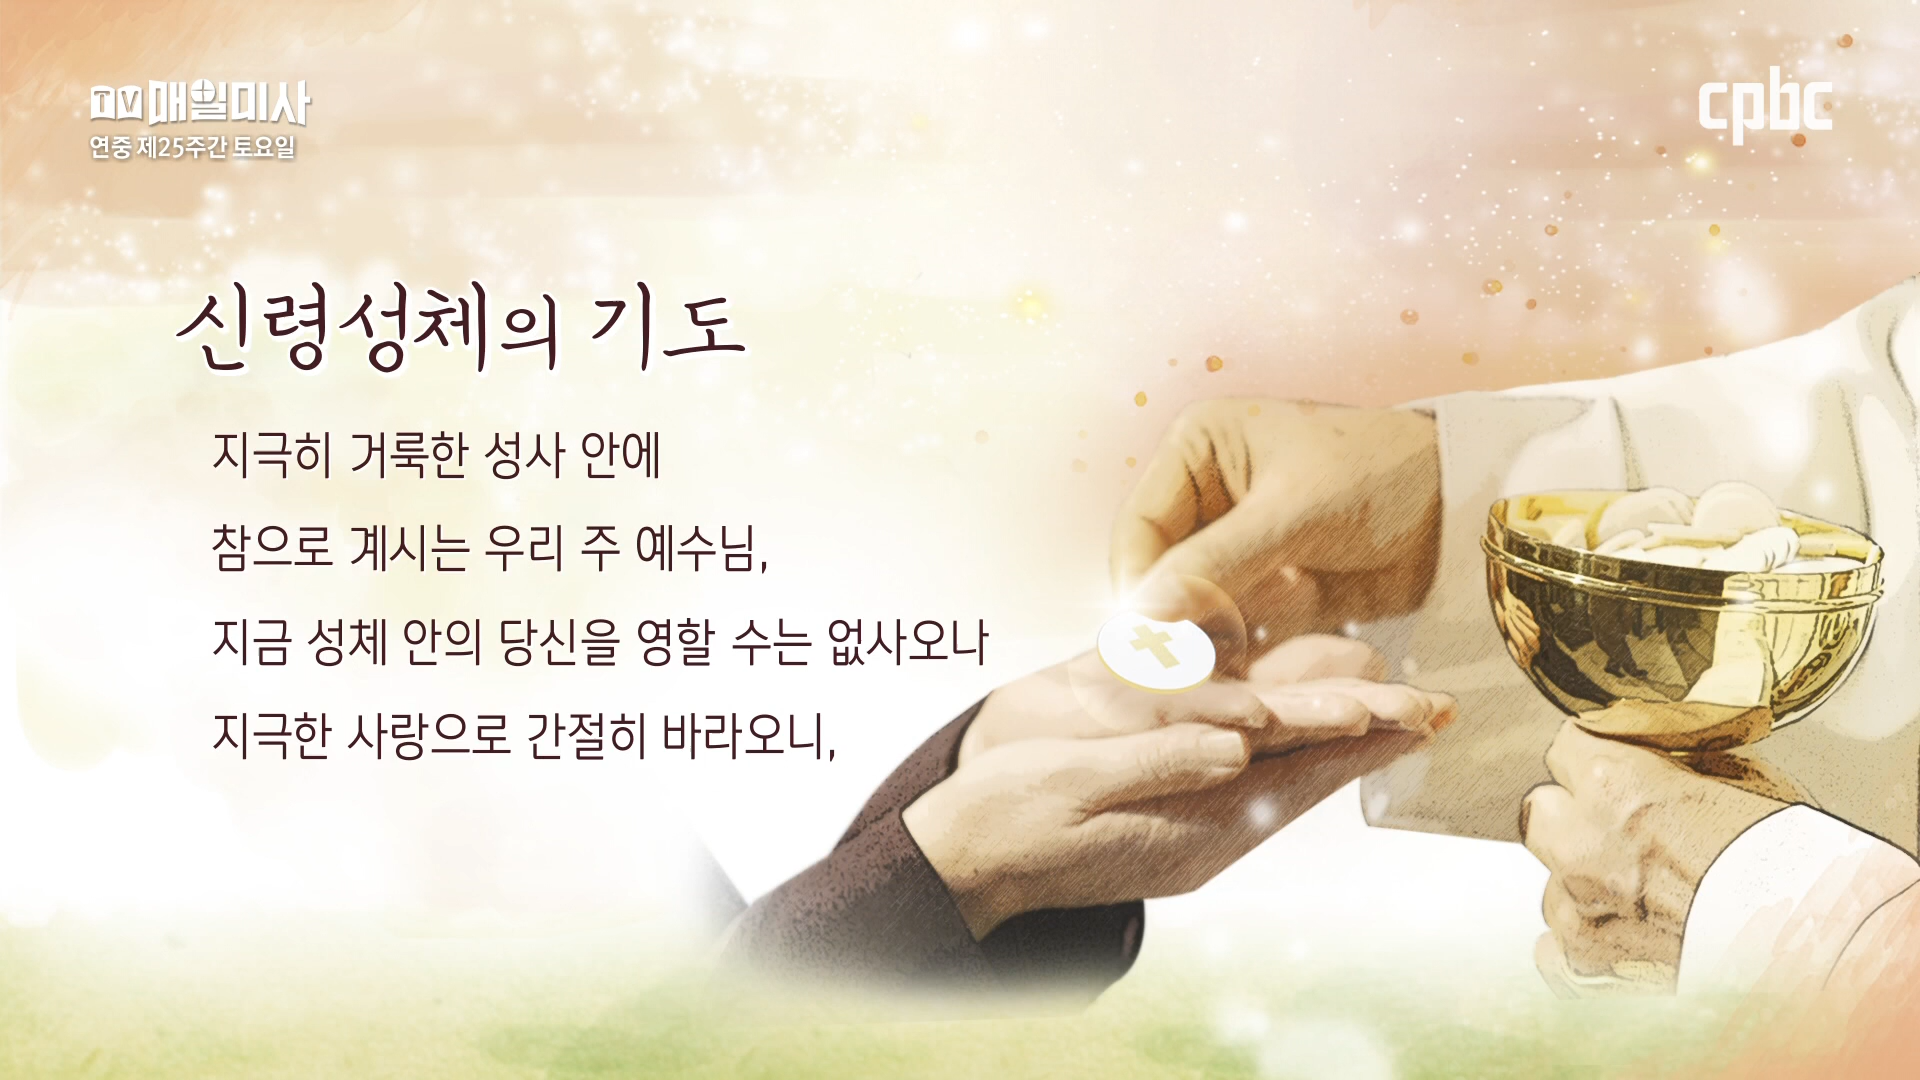 TV매일미사
연중 제25주간 토요일
cpbc
신령성체의 기도
지극히 거룩한 성사 안에
참으로 계시는 우리 주 예수님,
지금 성체 안의 당신을 영할 수는 없사오나
지극한 사랑으로 간절히 바라오니,